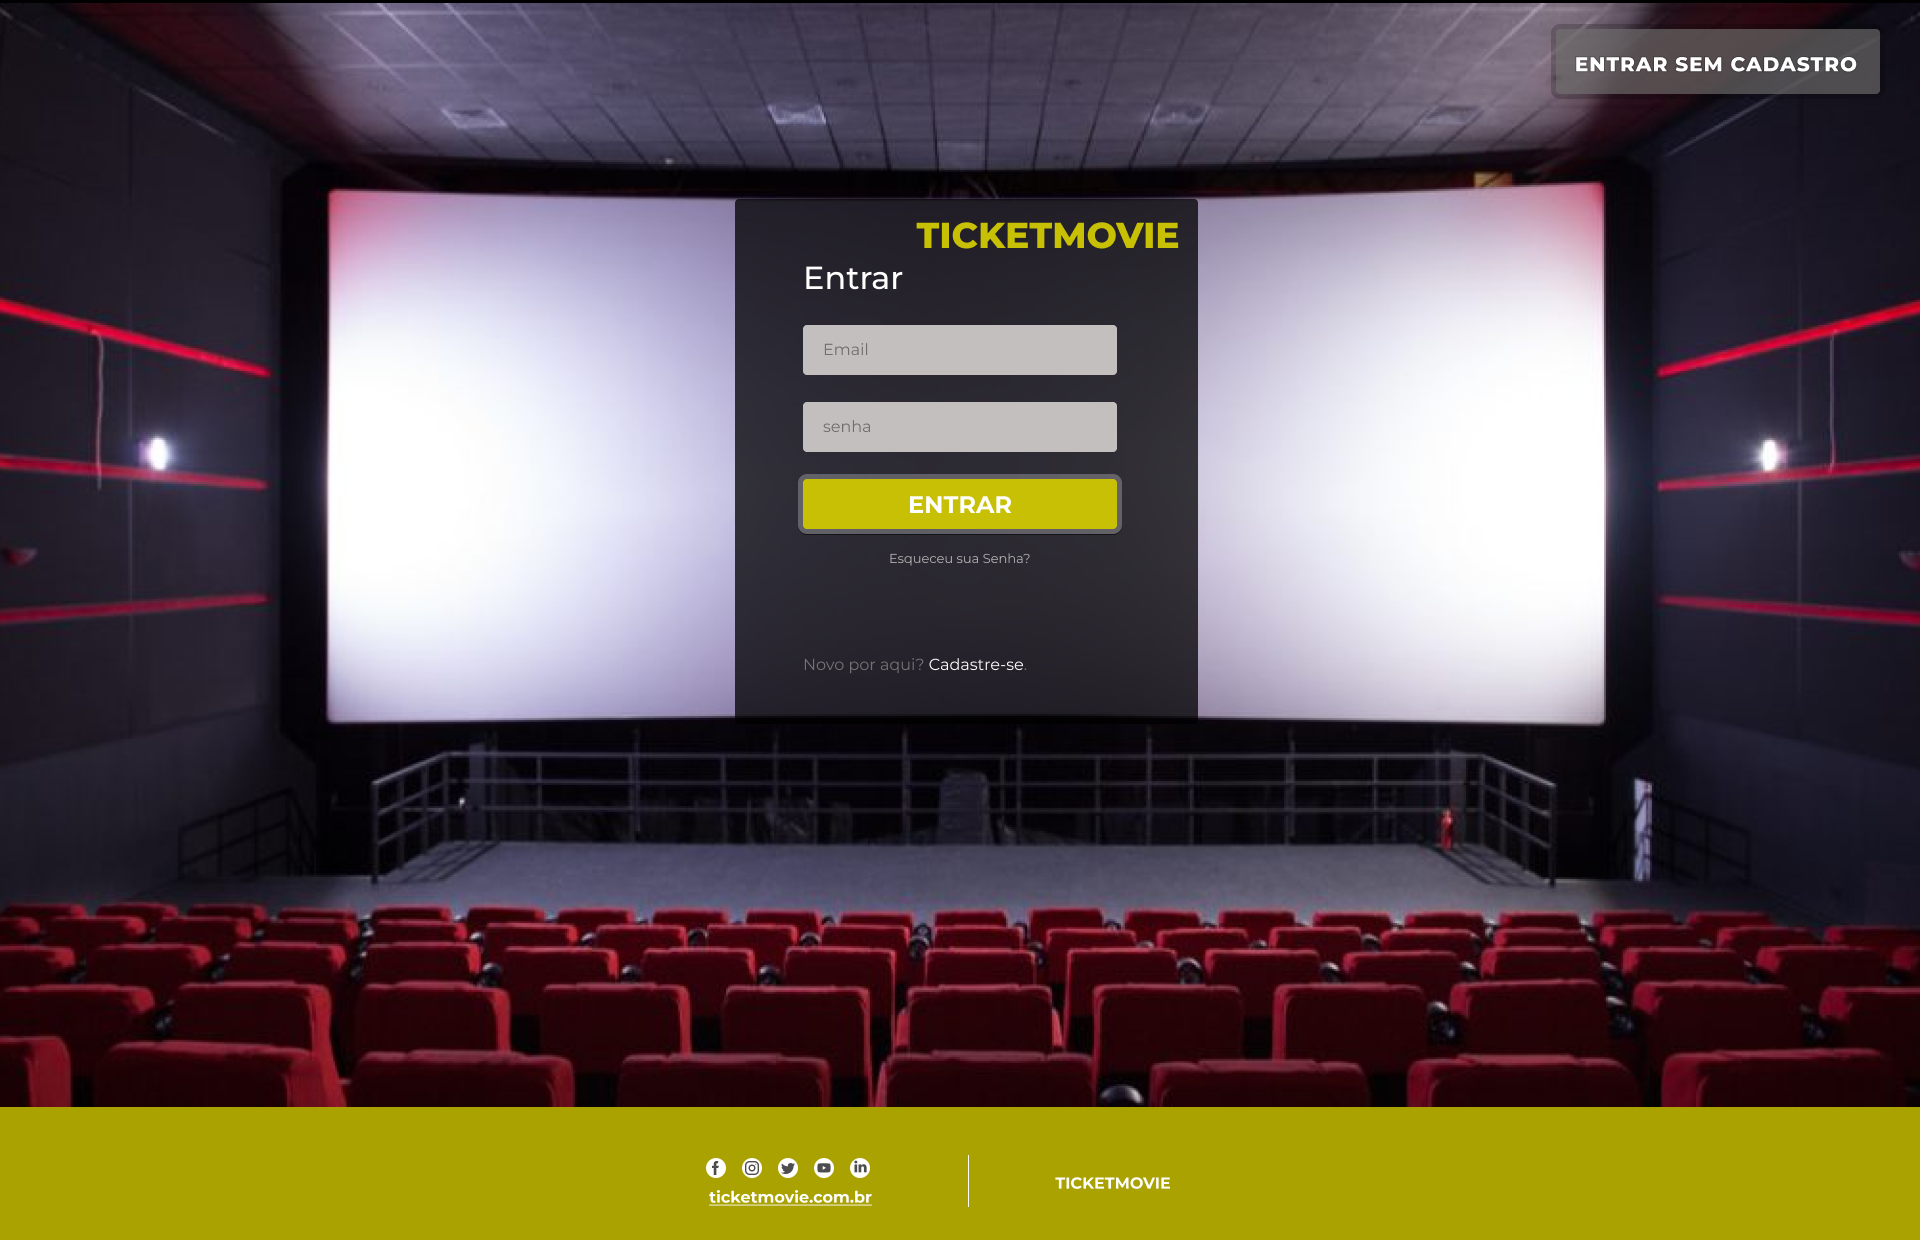 ENTRAR SEM CADASTRO
TICKETMOVIE
Entrar
Email
senha
ENTRAR
Esqueceu sua Senha?
Novo por aqui? Cadastre-se.
ticketmovie.com.br
TICKETMOVIE